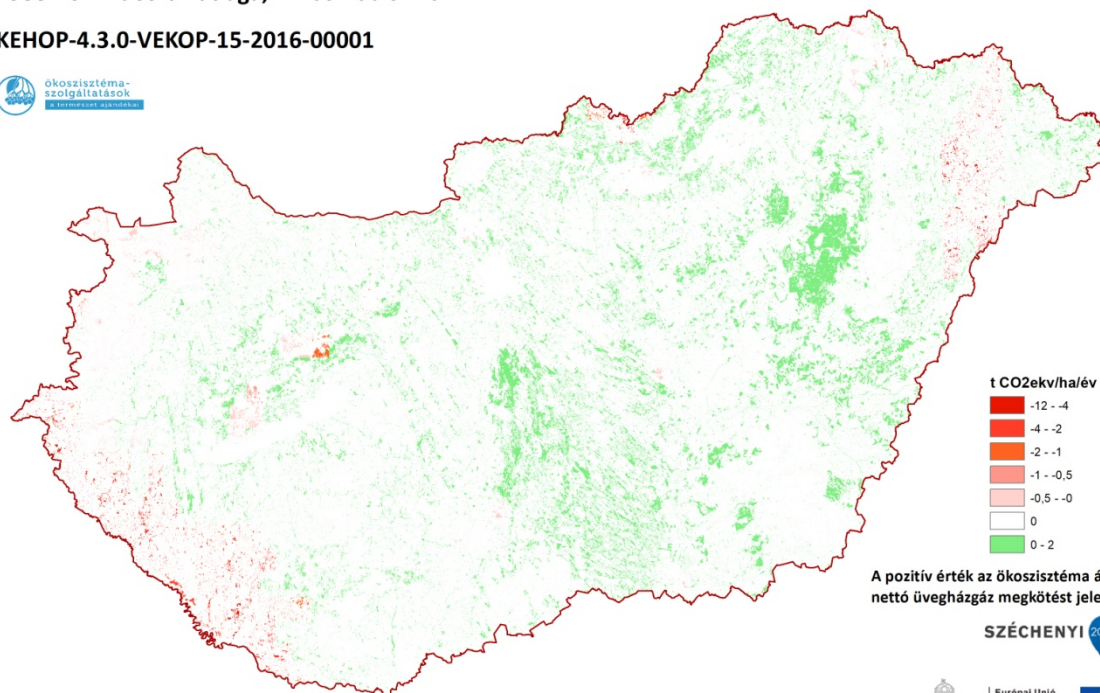 KEHOP-4.3.0-VEKOP-15-2016-00001
ökoszisztéma-
szolgáltatások
a természet ajándékai
t CO2ekv/ha/év
-12 - -4
-4 - -2
-2 - -1
-1 - -0,5
-0,5 - -0
0
0 - 2
A pozitív érték az ökoszisztéma
nettó üvegházgáz megkötést
SZÉCHENYI
Európai Unió